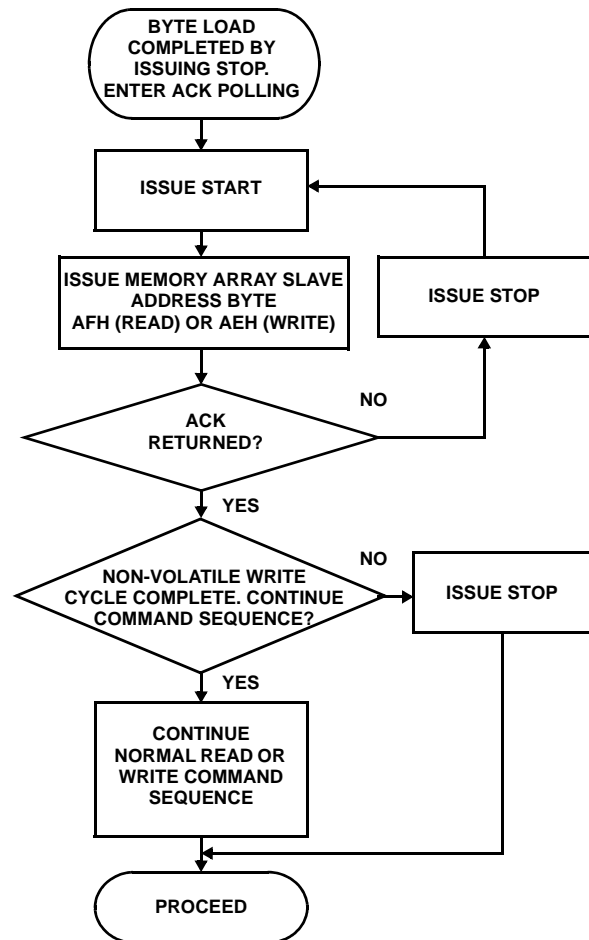 BYTE LOAD
COMPLETED BY
ISSUING STOP.
ENTER ACK POLLING
ISSUE START
ISSUE MEMORY ARRAY SLAVE
ADDRESS BYTE
AFH (READ) OR AEH (WRITE)
ISSUE STOP
ACK
RETURNED?
NO
YES
NON-VOLATILE WRITE
CYCLE COMPLETE. CONTINUE
COMMAND SEQUENCE?
NO
ISSUE STOP
YES
CONTINUE
NORMAL READ OR
WRITE COMMAND
SEQUENCE
PROCEED